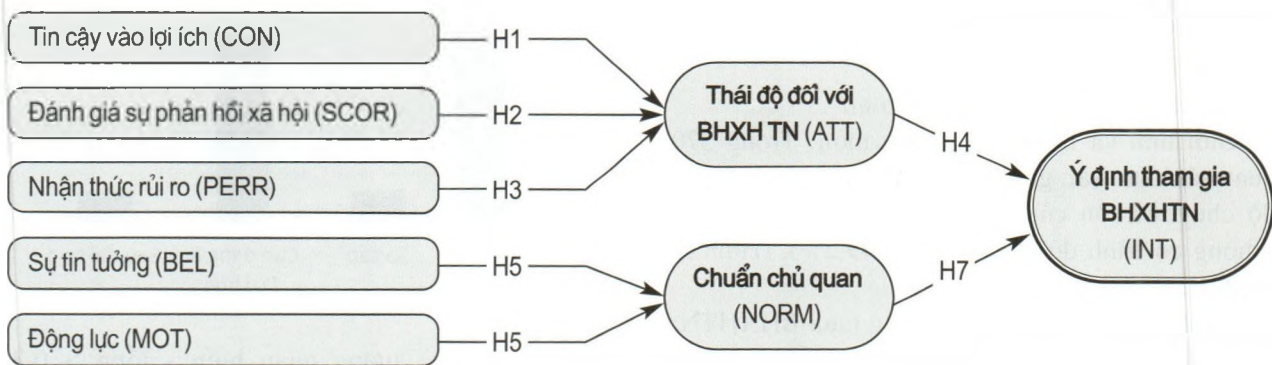 Tin cậy vào lợi ích (CON)
H1
Đánh giá sự phản hồi xã hội (SCOR)
H2
Nhận thức rủi ro (PERR)
H3
Thái độ đối với
BHXH TN (ATT)
H4
Sự tin tưởng (BEL)
H5
Động lực (MOT)
H5
Chuẩn chủ quan
(NORM)
H7
Ý định tham gia
BHXHTN
(INT)